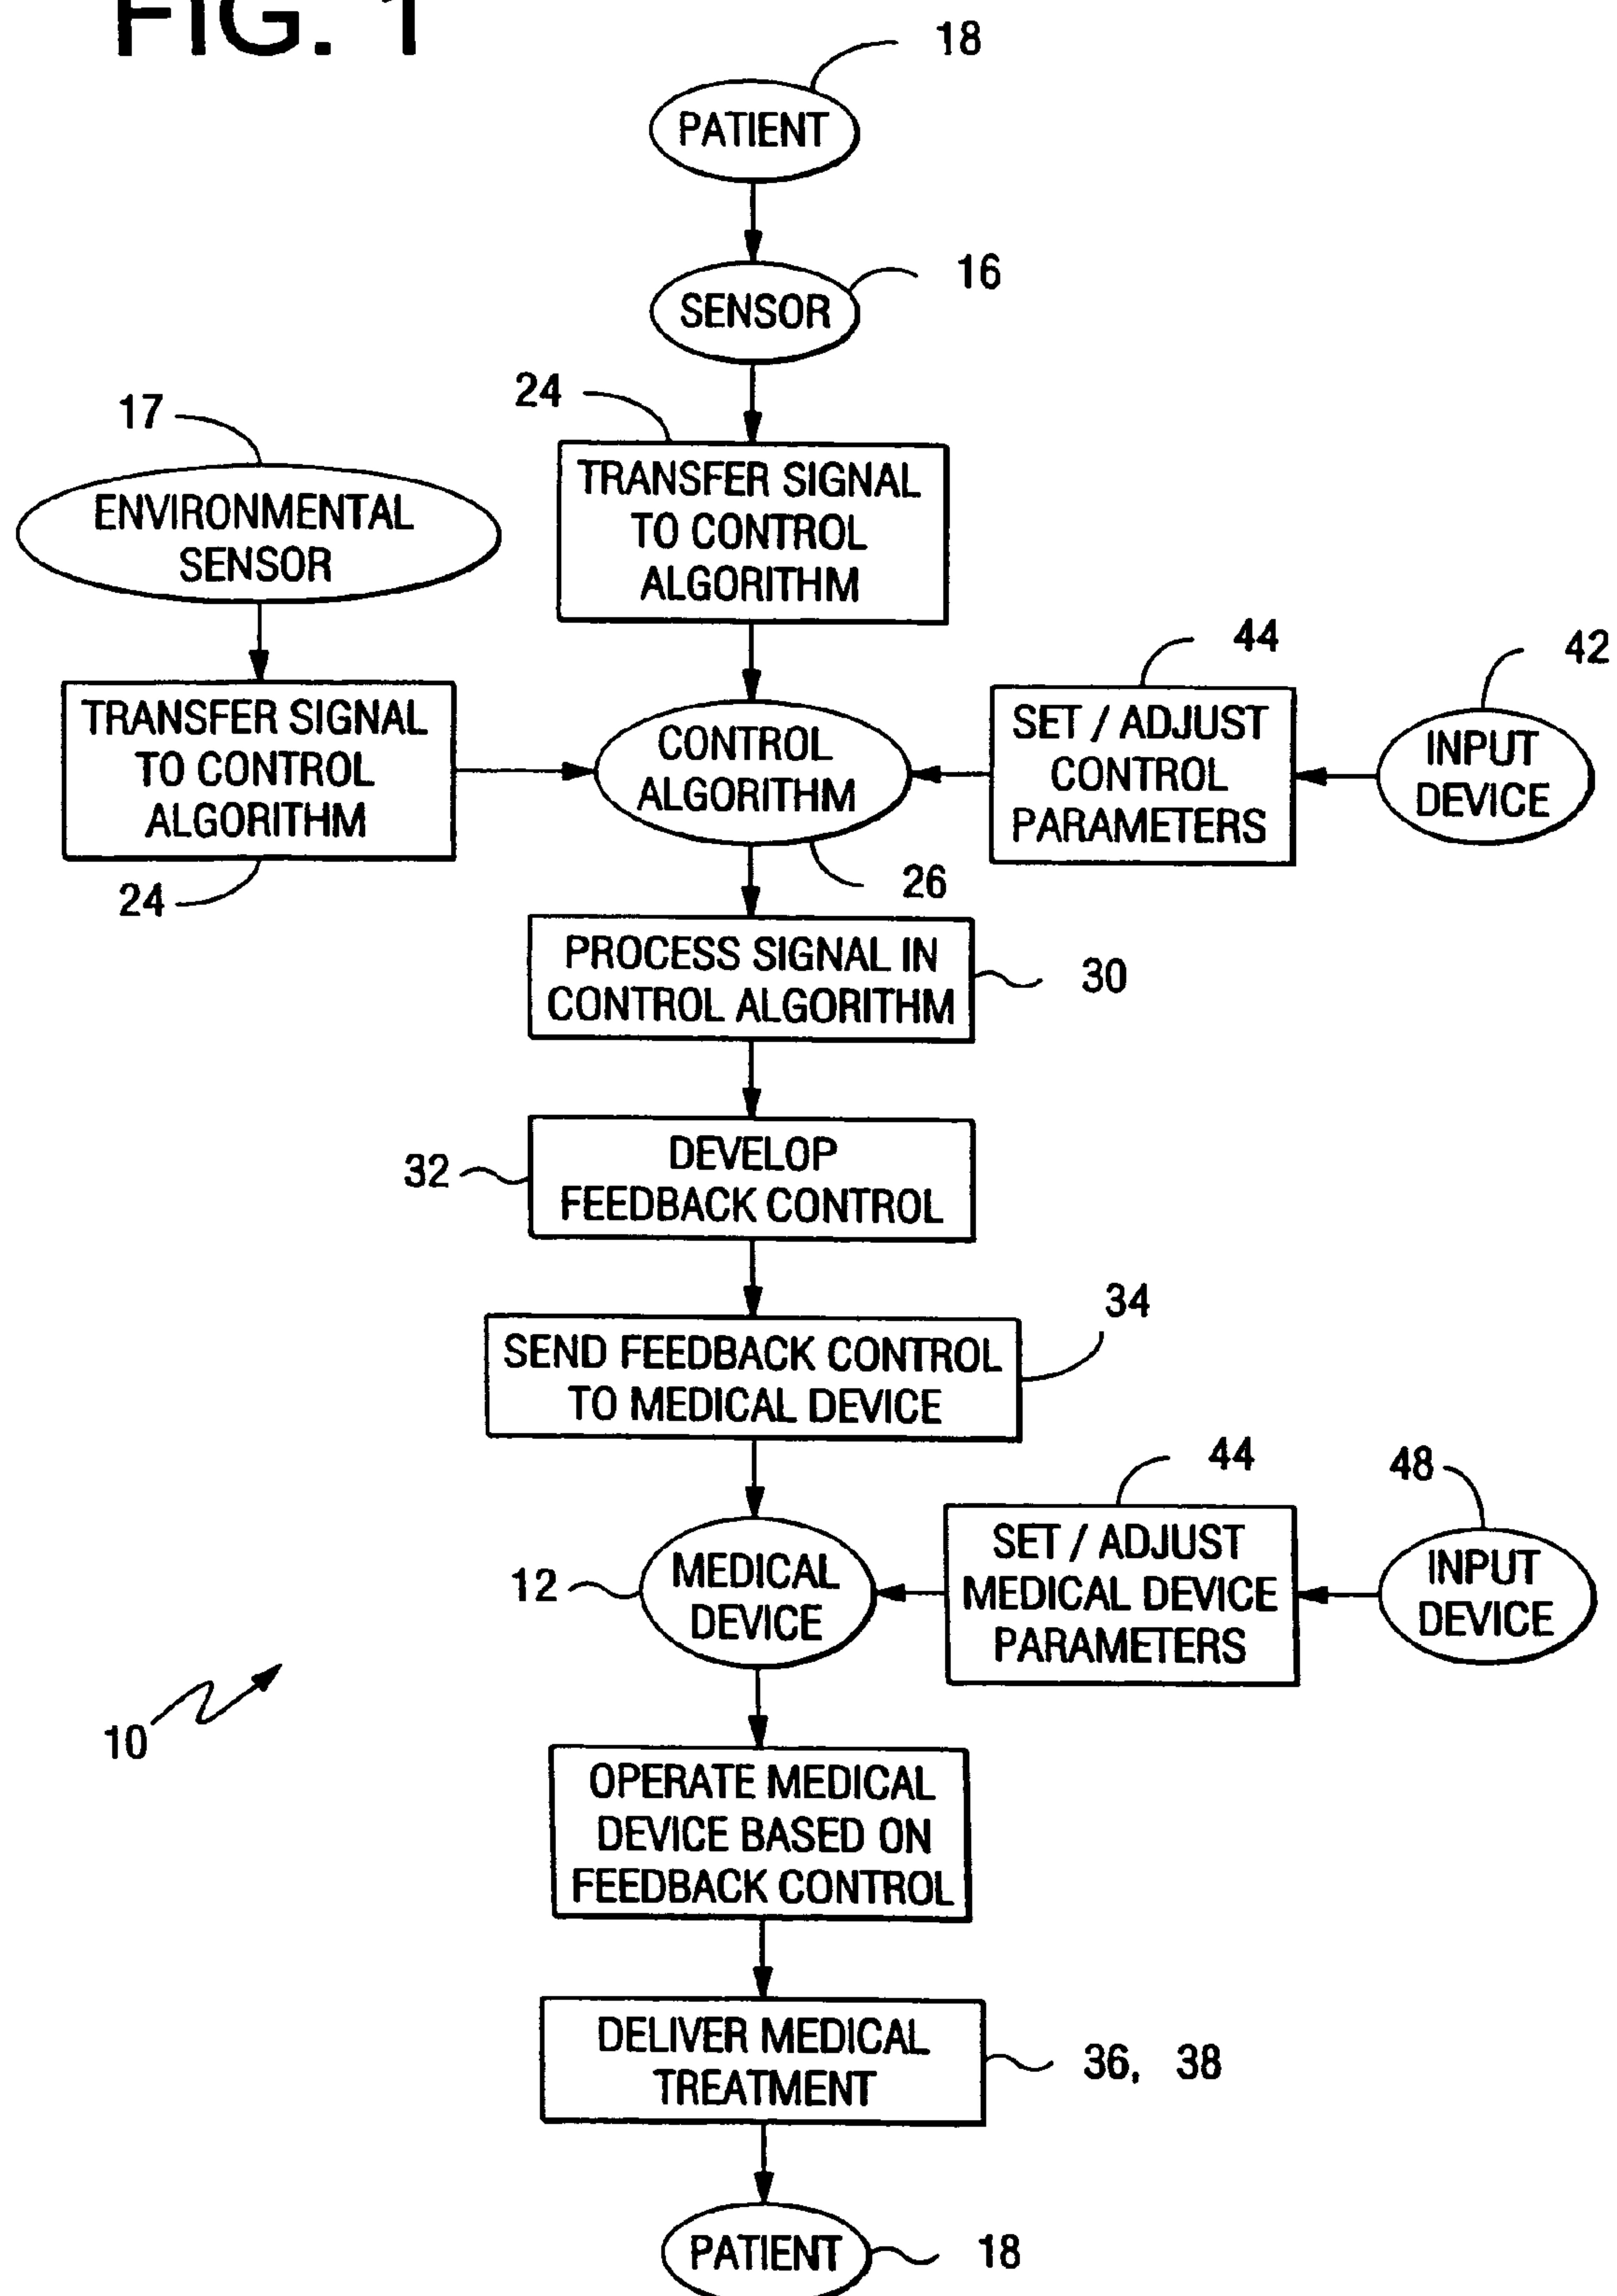 FIG. 1
18
PATIENT
16
SENSOR
24
TRANSFER SIGNAL
TO CONTROL
ALGORITHM
17
ENVIRONMENTAL
SENSOR
TRANSFER SIGNAL
TO CONTROL
ALGORITHM
24
CONTROL
ALGORITHM
26
44
SET / ADJUST
CONTROL
PARAMETERS
42
INPUT
DEVICE
PROCESS SIGNAL IN
CONTROL ALGORITHM
30
32
DEVELOP
FEEDBACK CONTROL
34
SEND FEEDBACK CONTROL
TO MEDICAL DEVICE
12
MEDICAL
DEVICE
44
SET / ADJUST
MEDICAL DEVICE
PARAMETERS
48
INPUT
DEVICE
10
OPERATE MEDICAL
DEVICE BASED ON
FEEDBACK CONTROL
DELIVER MEDICAL
TREATMENT
36, 38
PATIENT
18